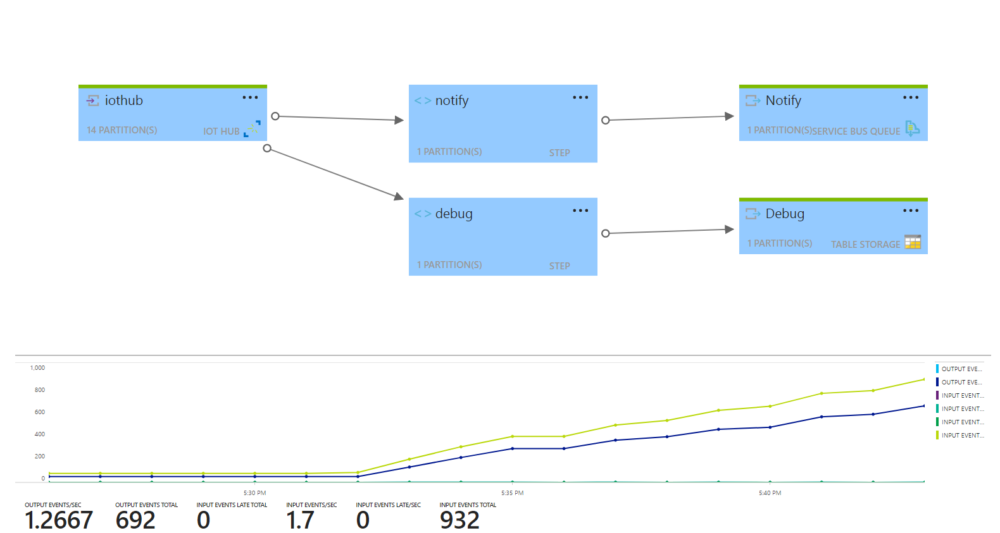 iothub
14 PARTITION(S)
IOT HUB
< > notify
1 PARTITION(S)
STEP
Notify
1 PARTITION(S)
SERVICE BUS QUEUE
< > debug
1 PARTITION(S)
STEP
Debug
1 PARTITION(S)
TABLE STORAGE
1,000
800
600
400
200
0
5:30 PM
5:35 PM
5:40 PM
OUTPUT EVE...
OUTPUT EVE...
INPUT EVENT...
INPUT EVENT...
INPUT EVENT...
INPUT EVENT...
OUTPUT EVENTS/SEC
1.2667
OUTPUT EVENTS TOTAL
692
INPUT EVENTS LATE TOTAL
0
INPUT EVENTS/SEC
1.7
INPUT EVENTS LATE/SEC
0
INPUT EVENTS TOTAL
932